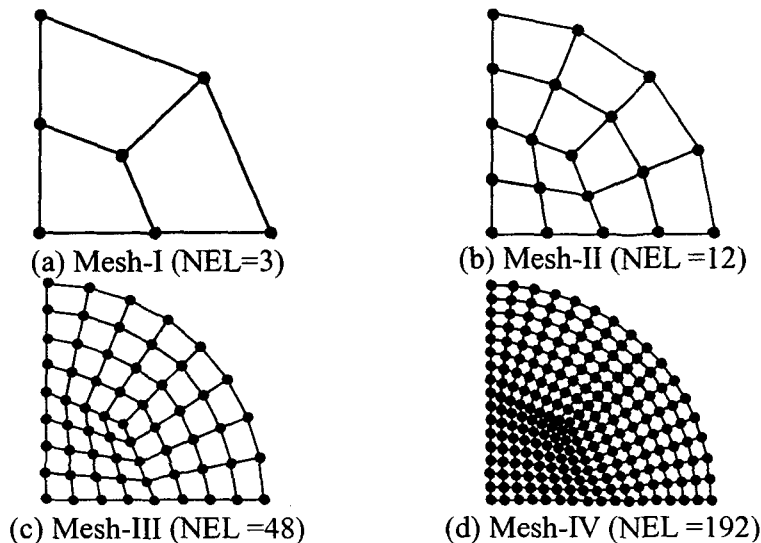 (a) Mesh-I (NEL=3)
(b) Mesh-II (NEL =12)
(c) Mesh-III (NEL =48)
(d) Mesh-IV (NEL =192)